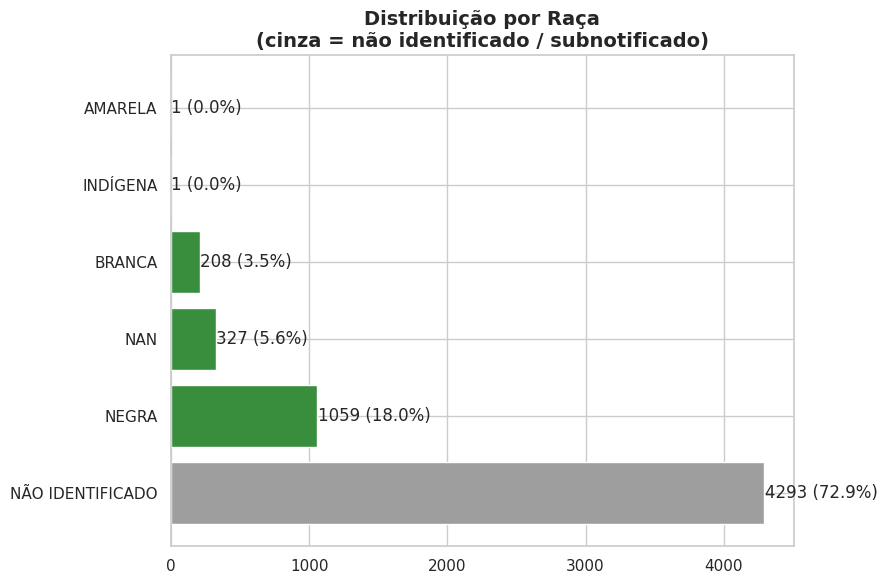 Distribuição por Raça
(cinza = não identificado / subnotificado)
AMARELA 1 (0.0%)
INDÍGENA 1 (0.0%)
BRANCA 208 (3.5%)
NAN 327 (5.6%)
NEGRA 1059 (18.0%)
NÃO IDENTIFICADO 4293 (72.9%)
0 1000 2000 3000 4000